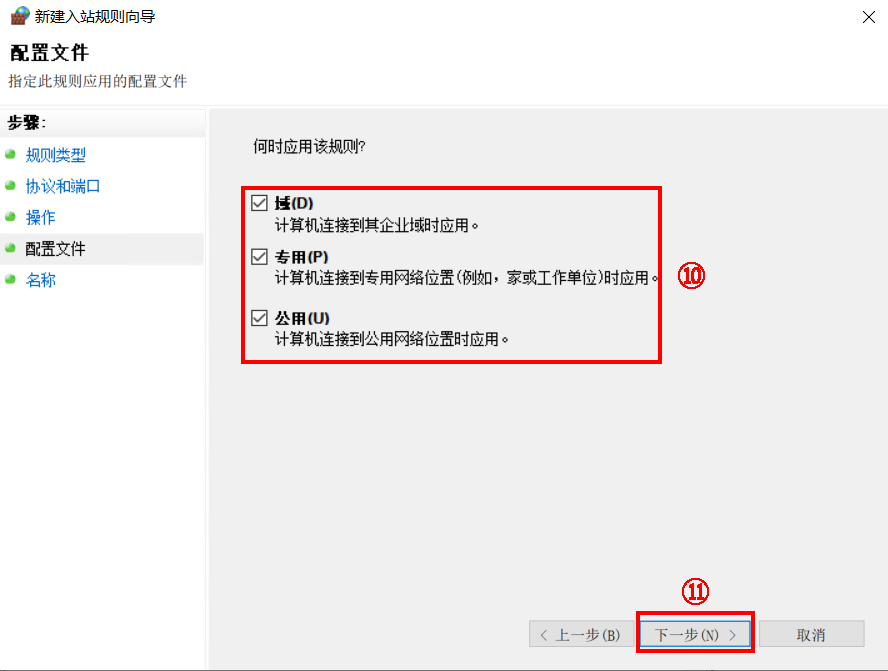 新建入站规则向导
配置文件
指定此规则应用的配置文件
步骤:
规则类型
协议和端口
操作
配置文件
名称
何时应用该规则?
域(D)
计算机连接到其企业域时应用。
专用(P)
计算机连接到专用网络位置(例如，家或工作单位)时应用。
⑩
公用(U)
计算机连接到公用网络位置时应用。
⑪
< 上一步(B)
下一步(N) >
取消